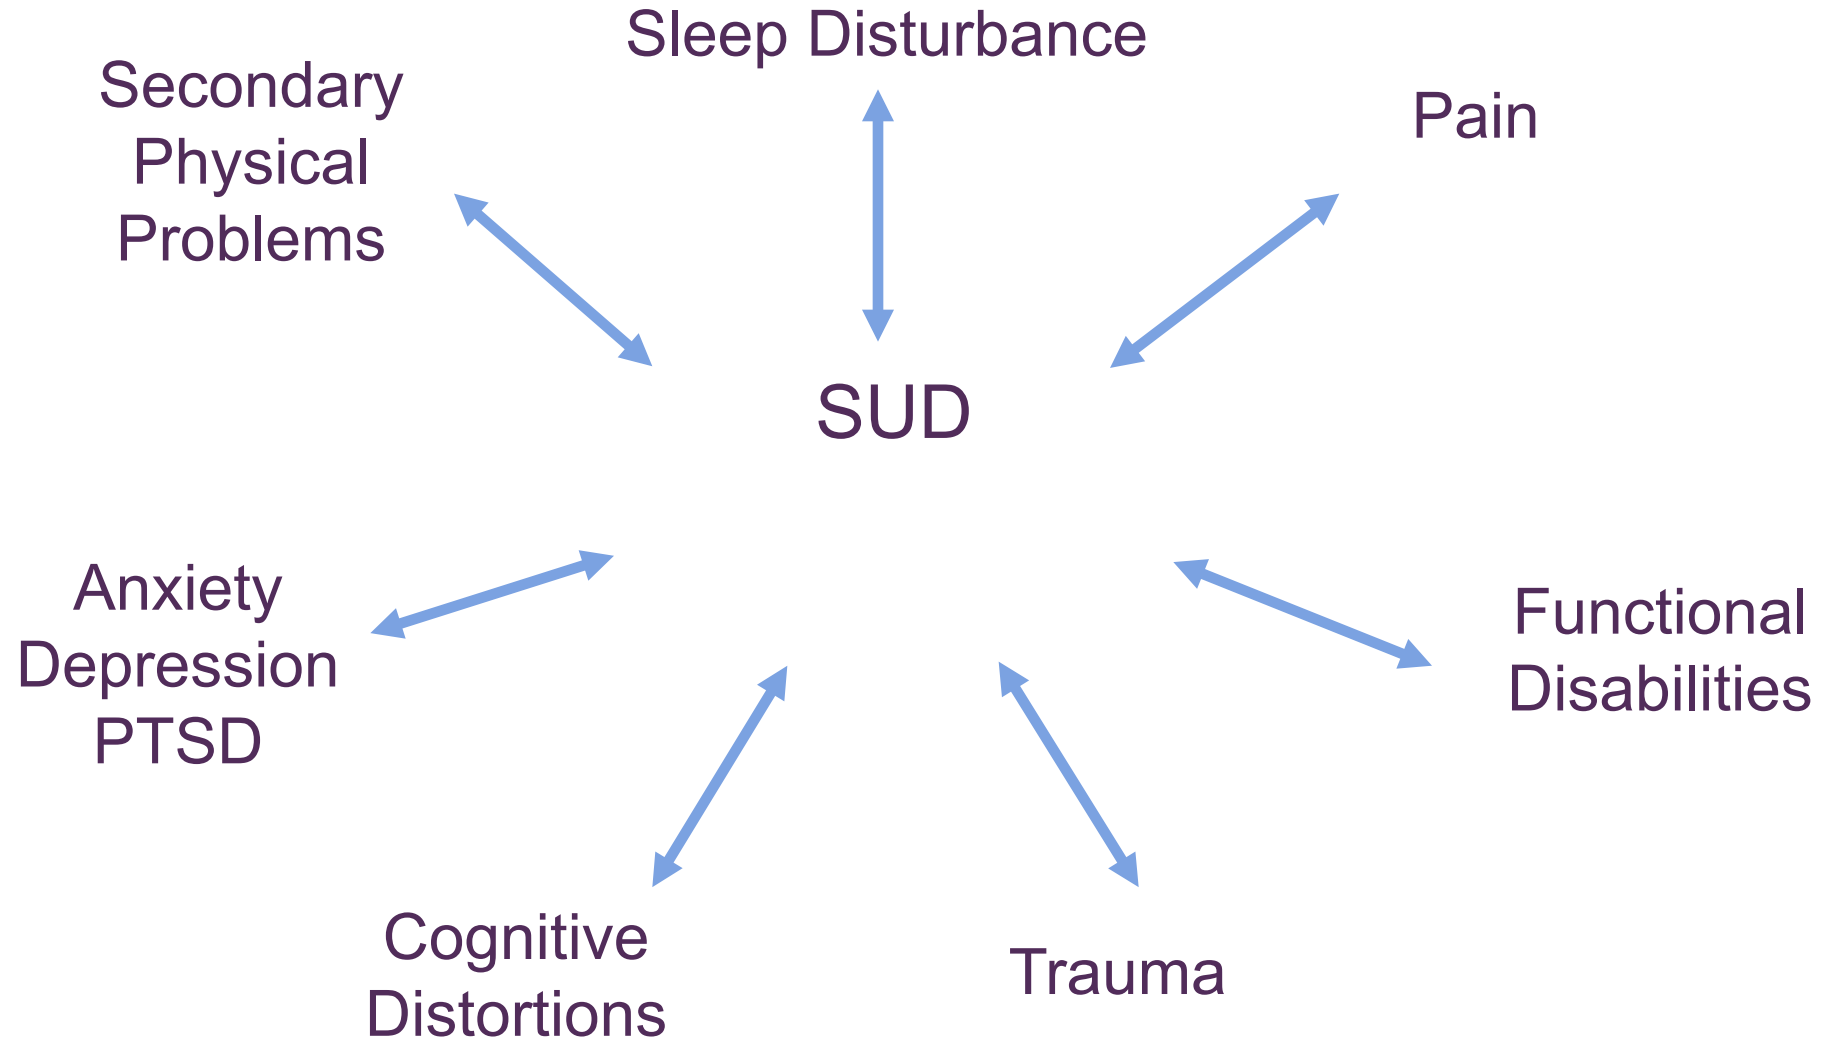 Sleep Disturbance
Secondary
Physical
Problems
Pain
SUD
Anxiety
Depression
PTSD
Functional
Disabilities
Cognitive
Distortions
Trauma